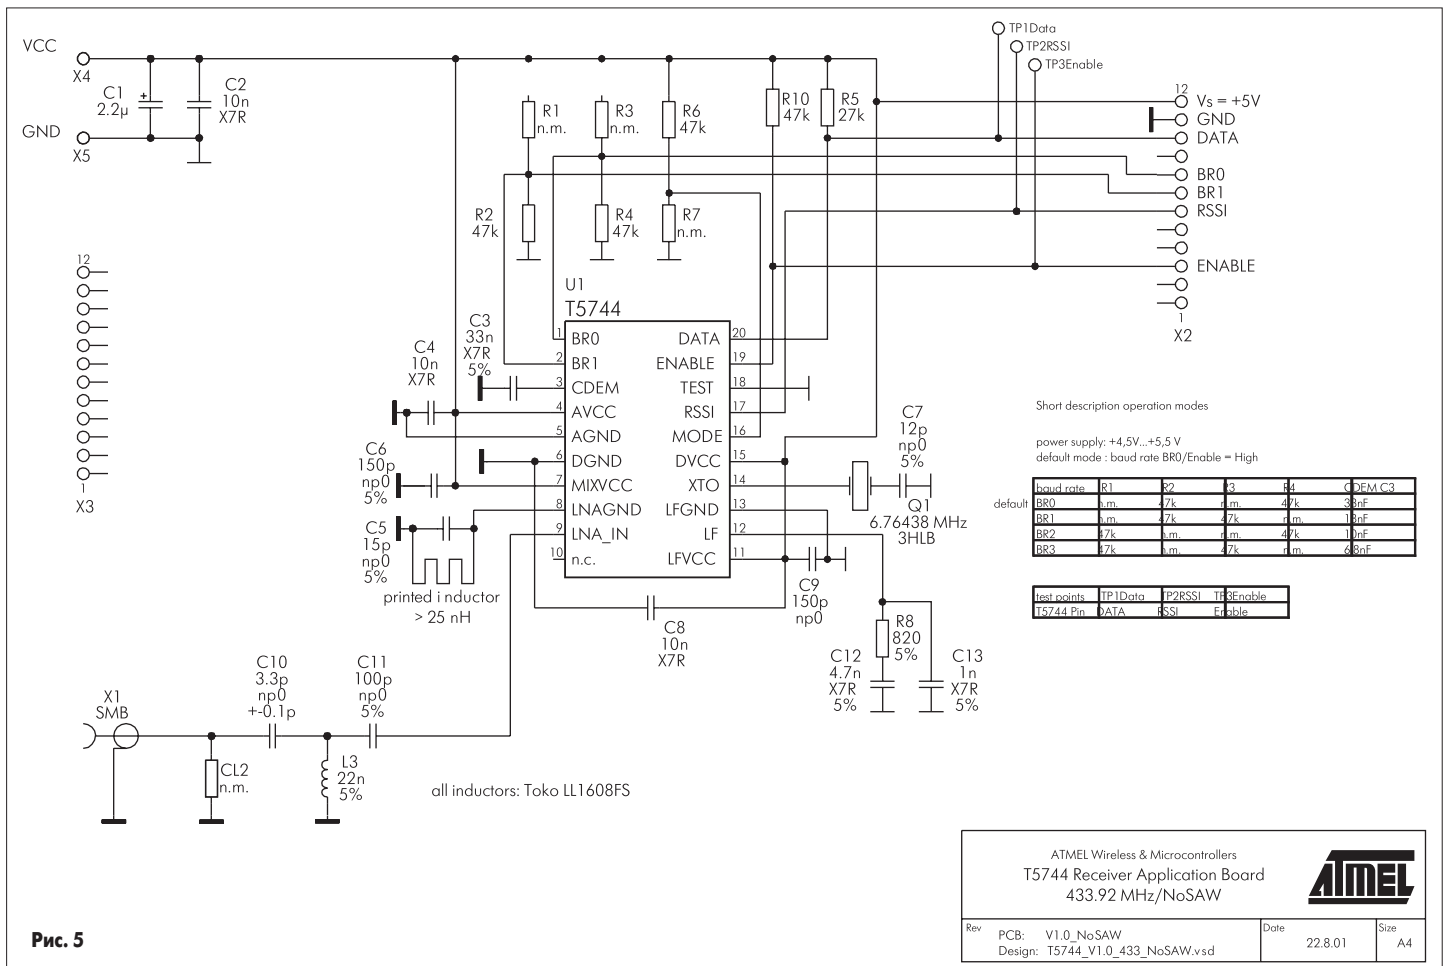 VCC
X4
C1
2.2µ
+
C2
10n
X7R
GND
X5
TP1Data
TP2RSSI
TP3Enable
R1
n.m.
R3
n.m.
R6
47k
R10
47k
R5
27k
12
Vs = +5V
GND
DATA
BR0
BR1
RSSI
ENABLE
1
X2
R2
47k
R4
47k
R7
n.m.
12
1
X3
U1
T5744
C3
33n
X7R
5%
C4
10n
X7R
C6
150p
np0
5%
C5
15p
np0
5%
printed i nductor
> 25 nH
1 BR0
2 BR1
3 CDEM
4 AVCC
5 AGND
6 DGND
7 MIXVCC
8 LNAGND
9 LNA_IN
10 n.c.
DATA 20
ENABLE 19
TEST 18
RSSI 17
MODE 16
DVCC 15
XTO 14
LFGND 13
LF 12
LFVCC 11
C7
12p
np0
5%
Q1
6.76438 MHz
3HLB
C9
150p
np0
C8
10n
X7R
R8
820
5%
C12
4.7n
X7R
5%
C13
1n
X7R
5%
Short description operation modes
power supply: +4,5V...+5,5 V
default mode : baud rate BR0/Enable = High
baud rate R1 R2 R3 R4 CDEM C3
default BR0 n.m. 47k n.m. 47k 33nF
BR1 n.m. 47k 47k n.m. 18nF
BR2 47k n.m. n.m. 47k 10nF
BR3 47k n.m. 47k n.m. 6.8nF
test points TP1Data TP2RSSI TP3Enable
T5744 Pin DATA RSSI Enable
X1
SMB
C10
3.3p
np0
+-0.1p
C11
100p
np0
5%
CL2
n.m.
L3
22n
5%
all inductors: Toko LL1608FS
ATMEL Wireless & Microcontrollers
T5744 Receiver Application Board
433.92 MHz/NoSAW
ATMEL
Rev
PCB: V1.0_NoSAW
Design: T5744_V1.0_433_NoSAW.vsd
Date
22.8.01
Size
A4
Рис. 5